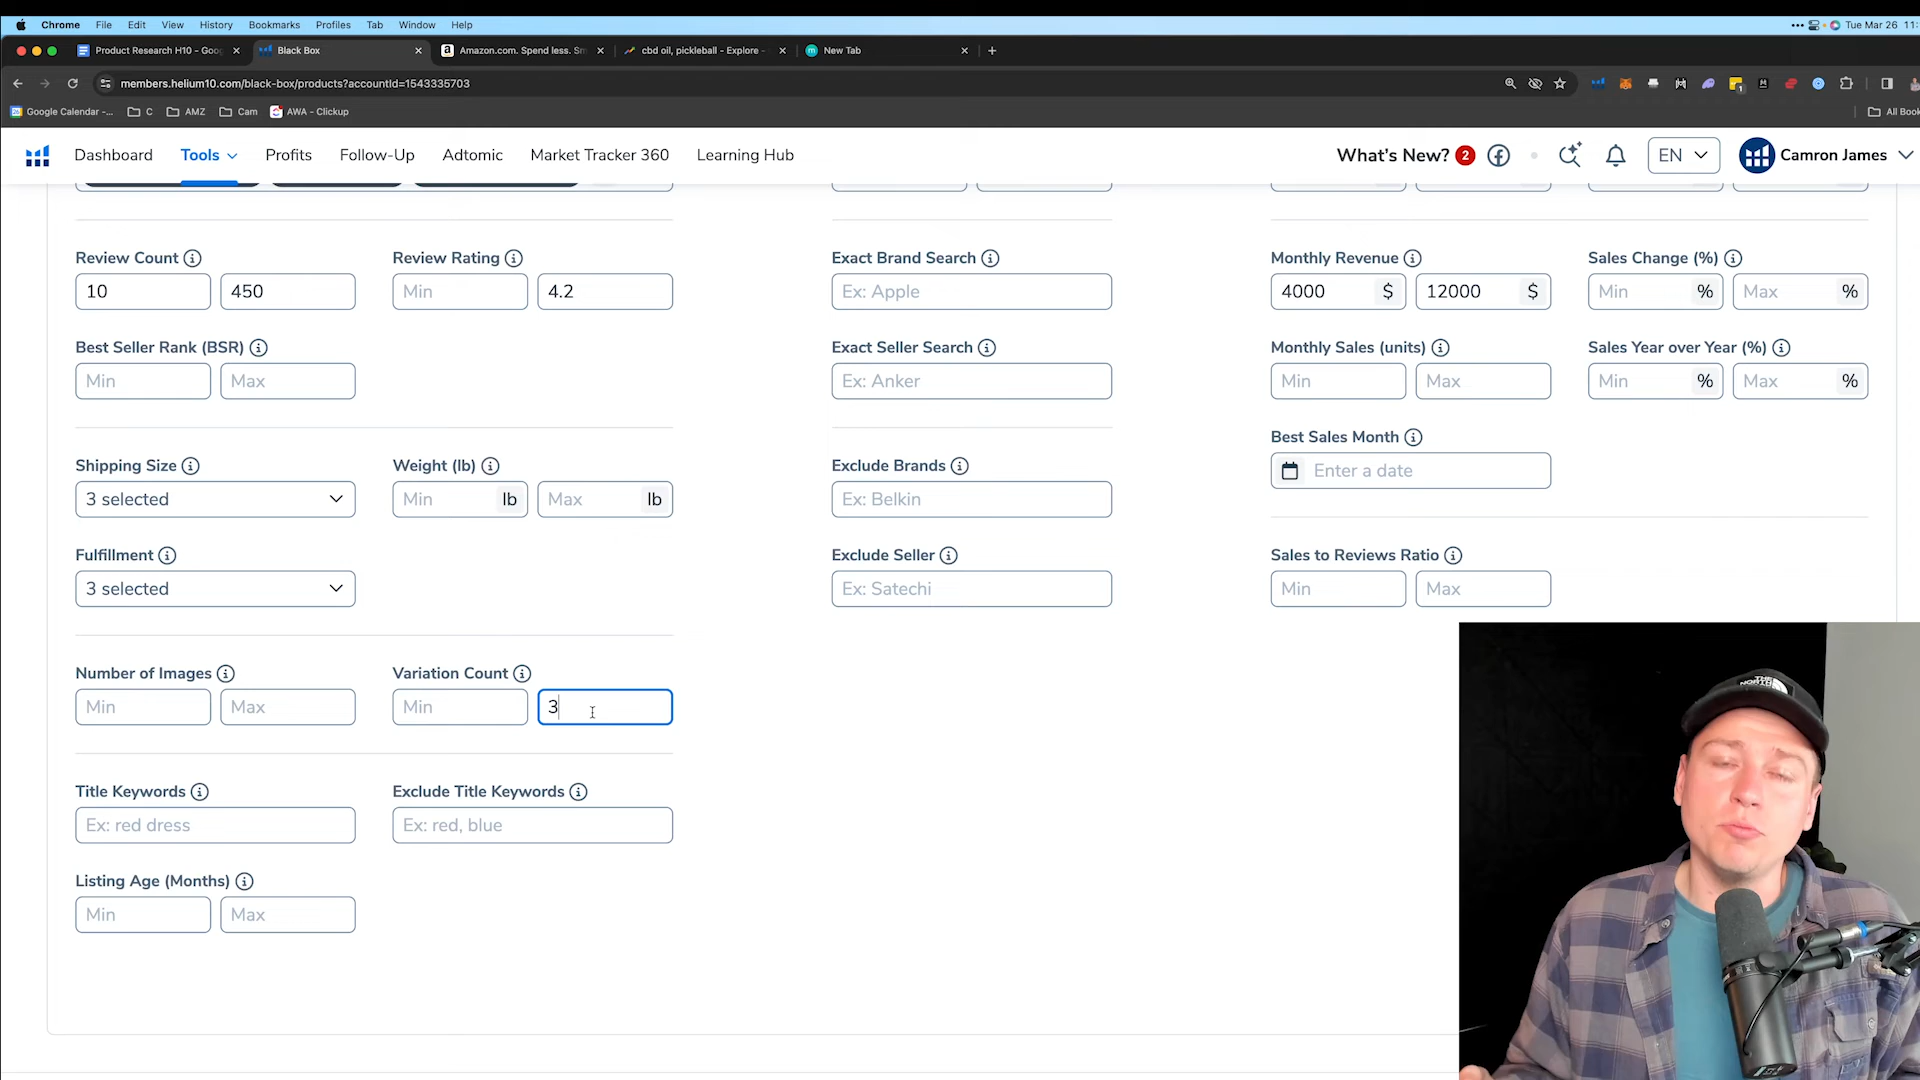 Chrome File Edit View History Bookmarks Profiles Tab Window Help Tue Mar 26 11:
Product Research H10 - Goog Black Box Amazon.com. Spend less. Sm cbd oil, pickleball - Explore - New Tab
members.helium10.com/black-box/products?accountId=1543335703
Google Calendar -... C AMZ Cam AWA - Clickup All Book
Dashboard Tools Profits Follow-Up Adtomic Market Tracker 360 Learning Hub What's New? 2 EN Camron James
Review Count Review Rating Exact Brand Search Monthly Revenue Sales Change (%)
10 450 Min 4.2 Ex: Apple 4000 $ 12000 $ Min % Max %
Best Seller Rank (BSR) Exact Seller Search Monthly Sales (units) Sales Year over Year (%)
Min Max Ex: Anker Min Max Min % Max %
Best Sales Month
Shipping Size Weight (lb) Exclude Brands
Enter a date
3 selected Min lb Max lb Ex: Belkin
Fulfillment Exclude Seller Sales to Reviews Ratio
3 selected Ex: Satechi Min Max
Number of Images Variation Count
Min Max Min 3
Title Keywords Exclude Title Keywords
Ex: red dress Ex: red, blue
Listing Age (Months)
Min Max
THE
NORTH